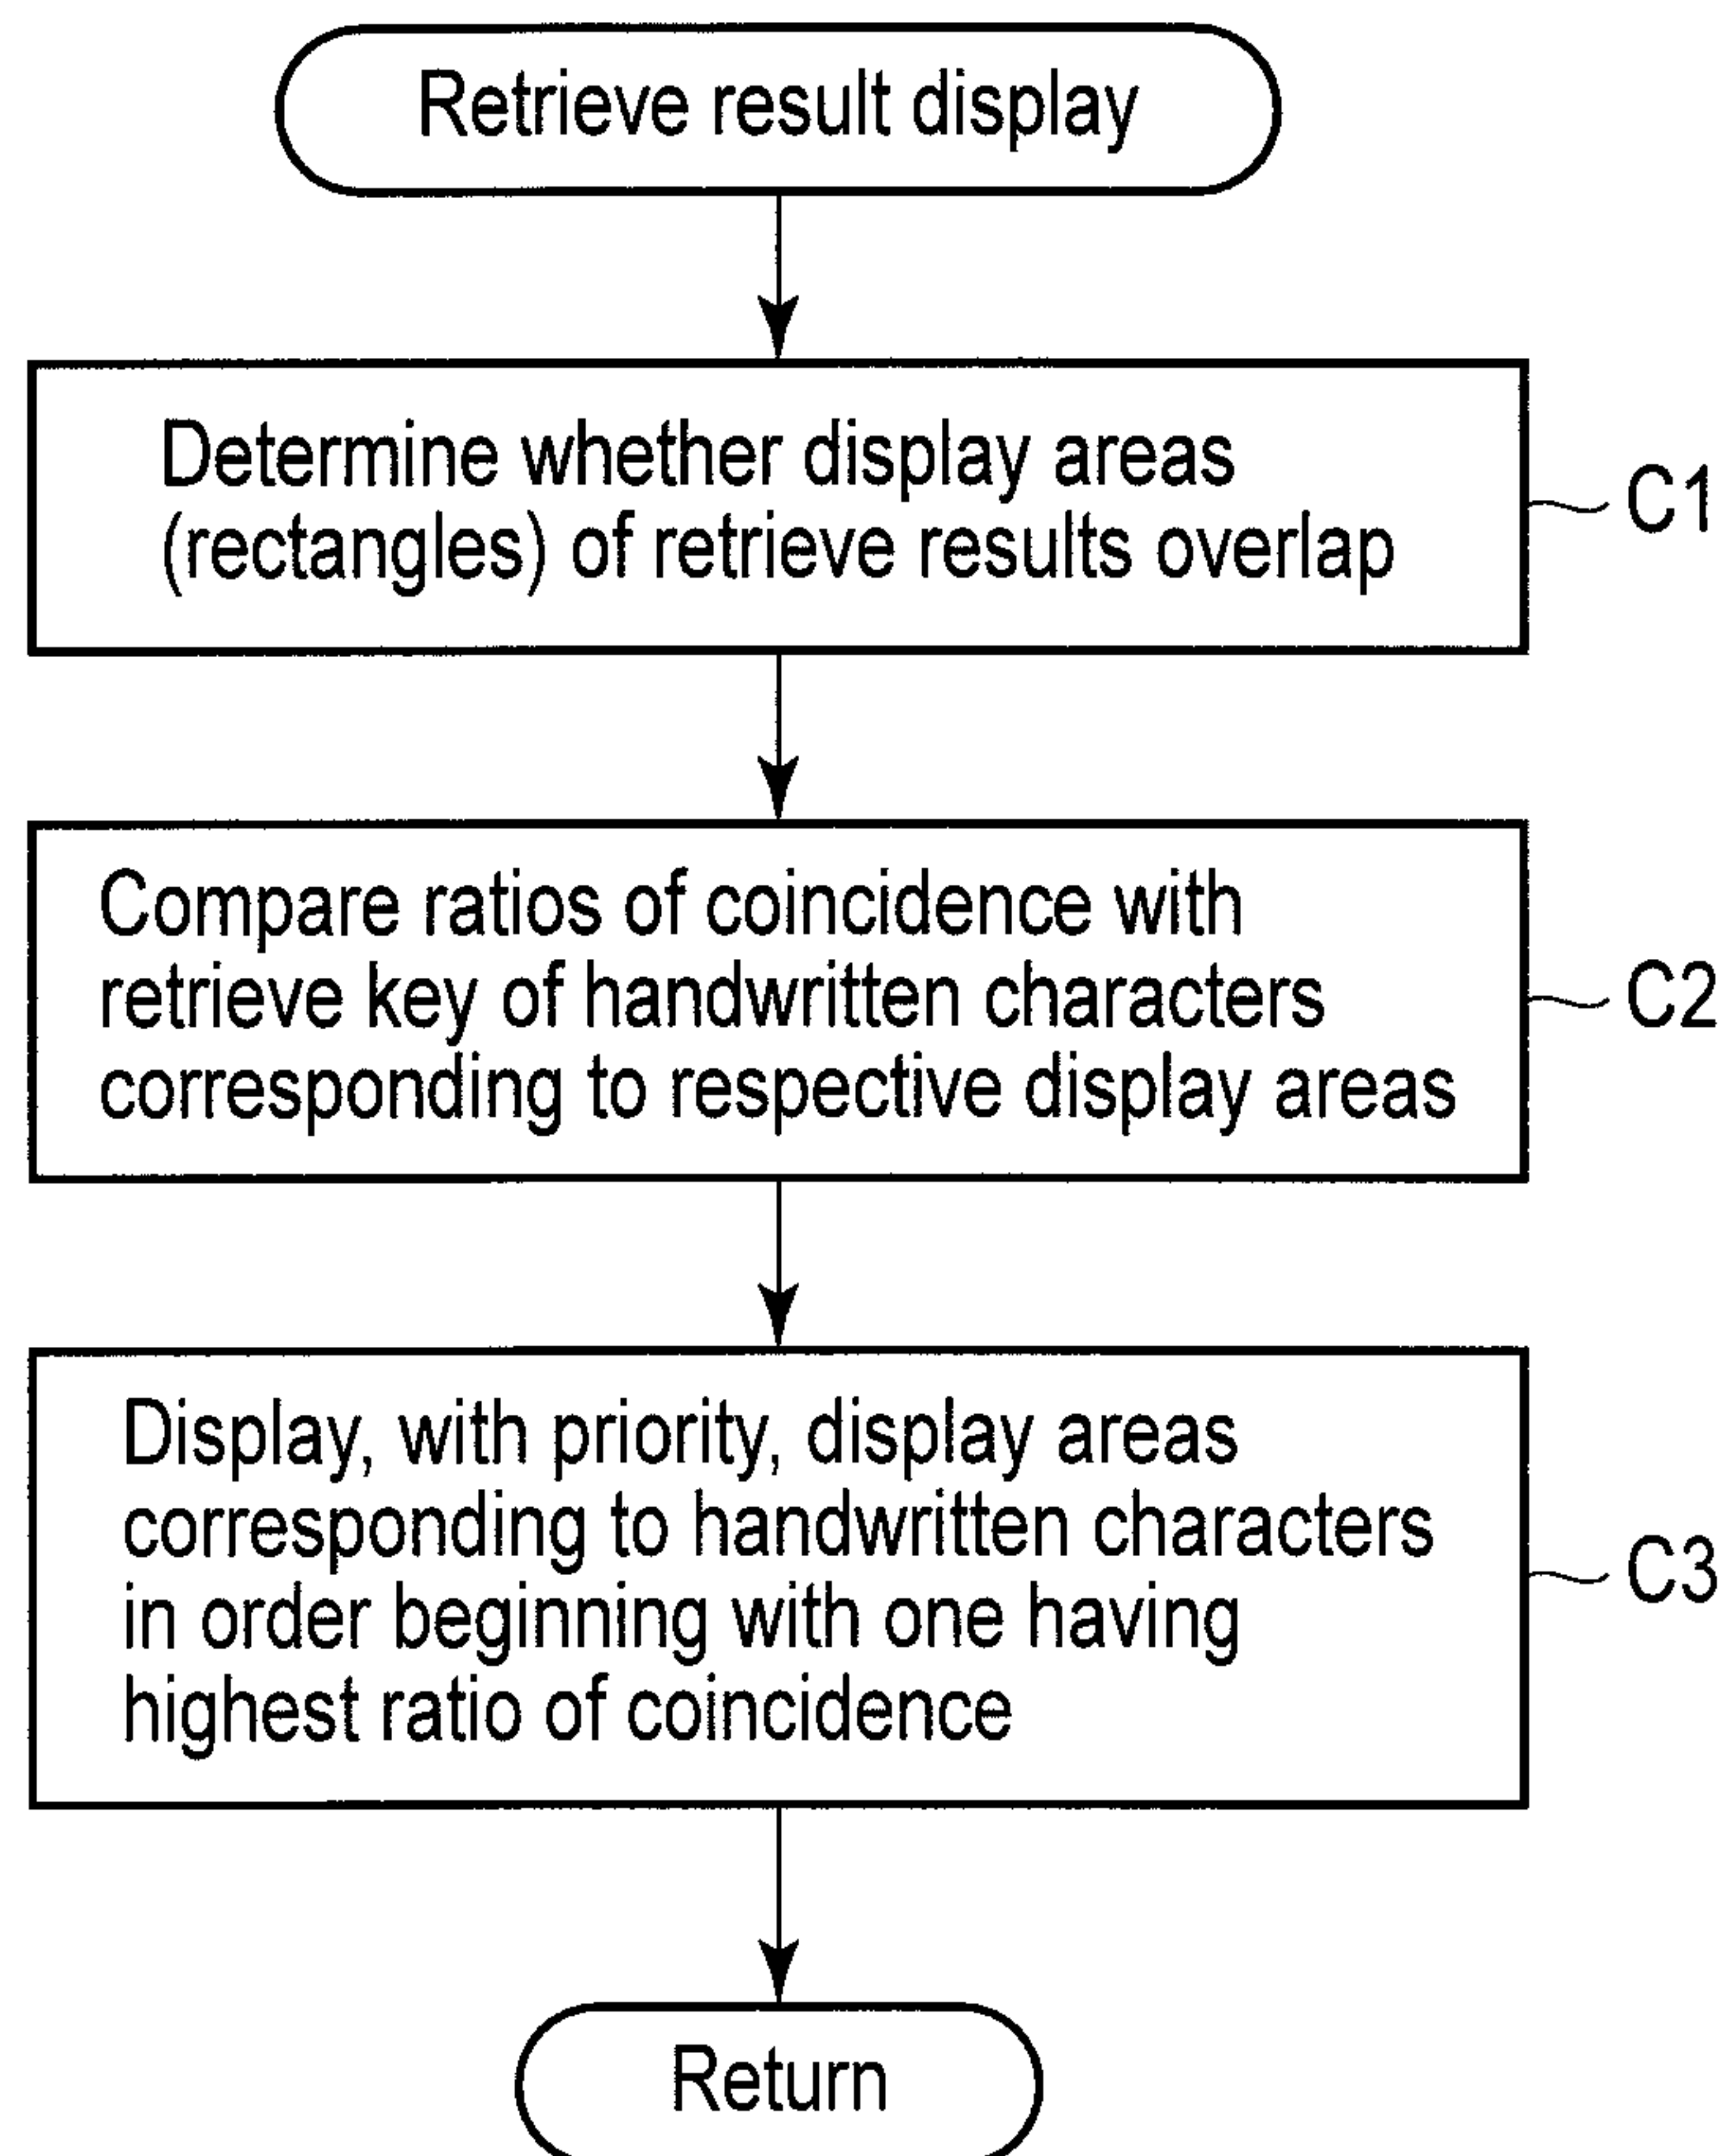 Retrieve result display
Determine whether display areas
(rectangles) of retrieve results overlap
C1
Compare ratios of coincidence with
retrieve key of handwritten characters
corresponding to respective display areas
C2
Display, with priority, display areas
corresponding to handwritten characters
in order beginning with one having
highest ratio of coincidence
C3
Return